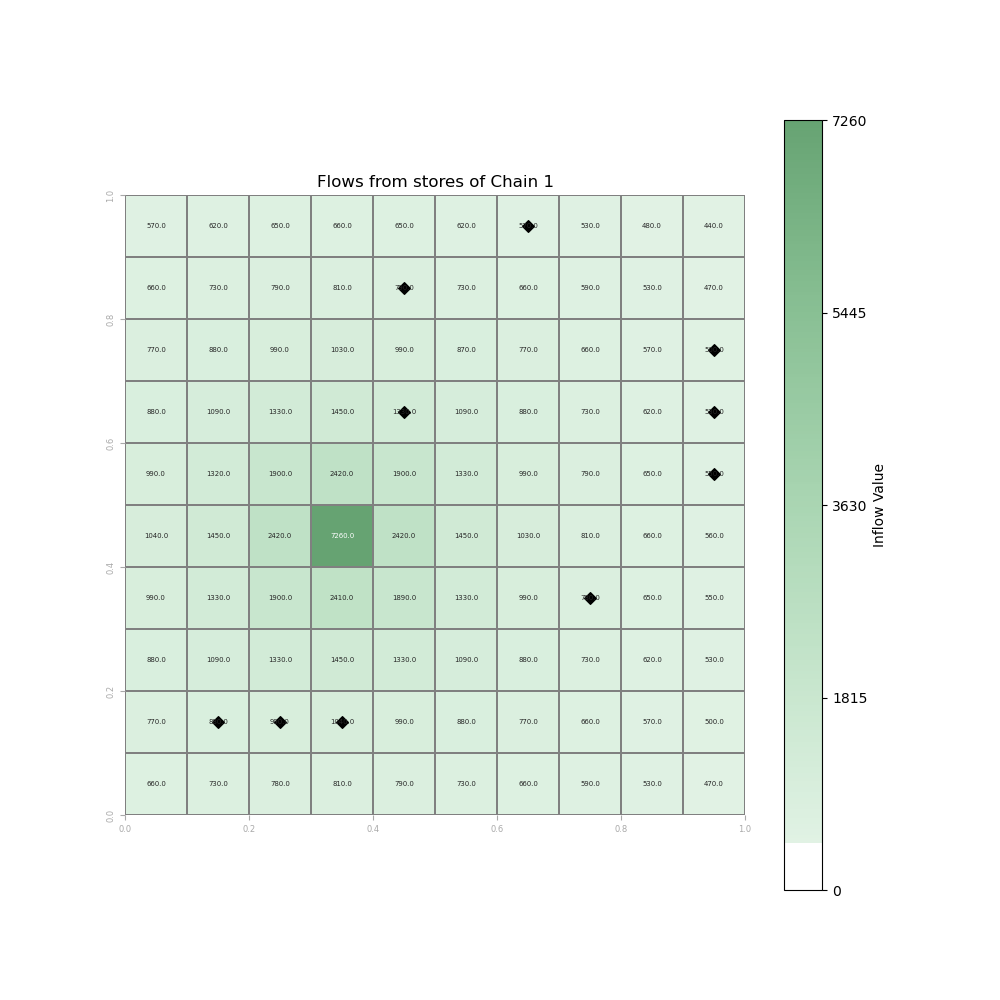 Flows from stores of Chain 1
570.0 620.0 650.0 660.0 650.0 620.0 530.0 480.0 440.0
660.0 730.0 790.0 810.0 730.0 660.0 590.0 530.0 470.0
770.0 880.0 990.0 1030.0 990.0 870.0 770.0 660.0 570.0
880.0 1090.0 1330.0 1450.0 1090.0 880.0 730.0 620.0
990.0 1320.0 1900.0 2420.0 1900.0 1330.0 990.0 790.0 650.0
1040.0 1450.0 2420.0 7260.0 2420.0 1450.0 1030.0 810.0 660.0 560.0
990.0 1330.0 1900.0 2410.0 1890.0 1330.0 990.0 650.0 550.0
880.0 1090.0 1330.0 1450.0 1330.0 1090.0 880.0 730.0 620.0 530.0
770.0 990.0 880.0 770.0 660.0 570.0 500.0
660.0 730.0 780.0 810.0 790.0 730.0 660.0 590.0 530.0 470.0
1.0
0.8
0.6
0.4
0.2
0.0
0.0 0.2 0.4 0.6 0.8 1.0
7260
5445
3630
1815
0
Inflow Value